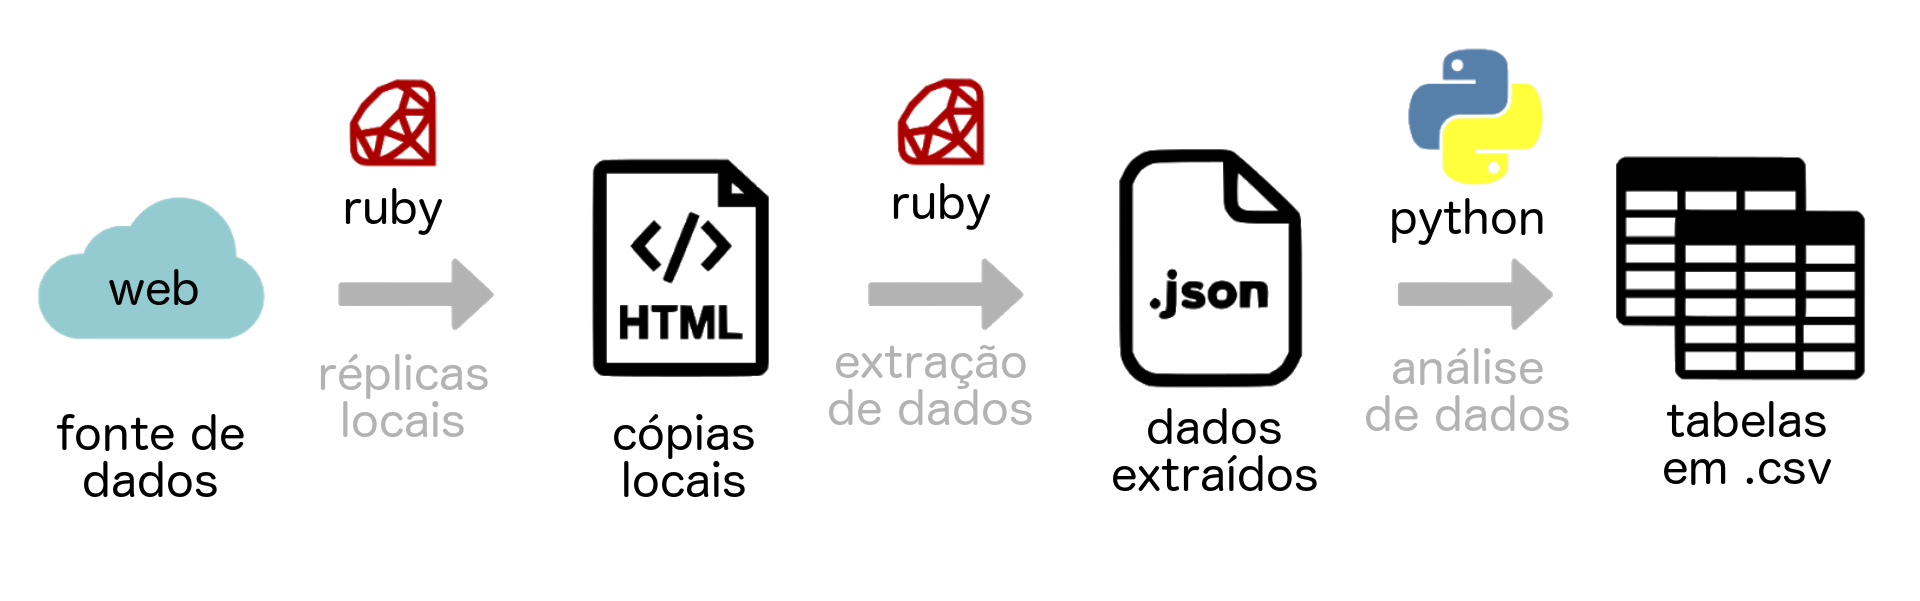 web
fonte de
dados
ruby
réplicas
locais
HTML
cópias
locais
ruby
extração
de dados
.json
dados
extraídos
python
análise
de dados
tabelas
em .csv